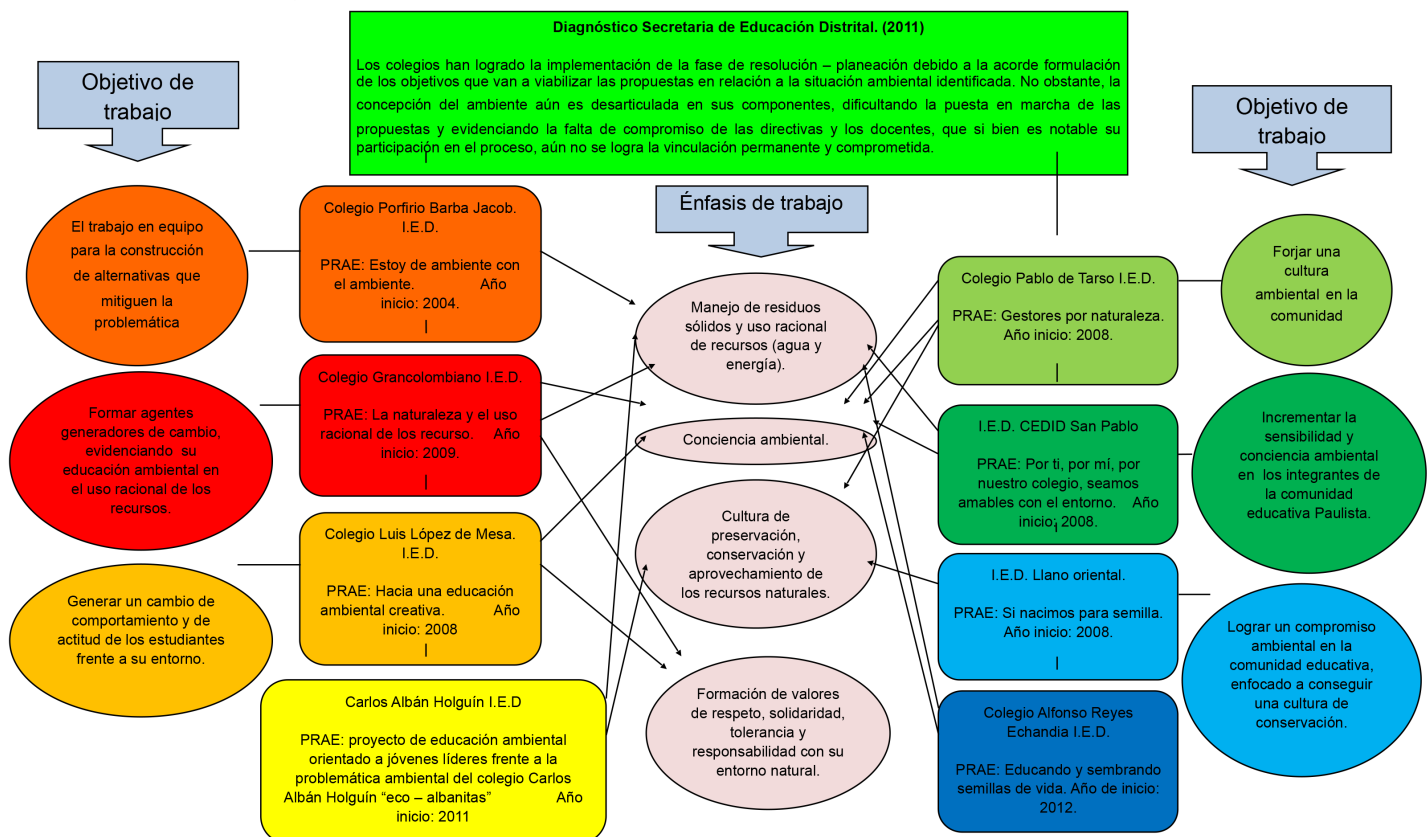 Diagnóstico Secretaria de Educación Distrital. (2011)
Los colegios han logrado la implementación de la fase de resolución – planeación debido a la acorde formulación
de los objetivos que van a viabilizar las propuestas en relación a la situación ambiental identificada. No obstante, la
concepción del ambiente aún es desarticulada en sus componentes, dificultando la puesta en marcha de las
propuestas y evidenciando la falta de compromiso de las directivas y los docentes, que si bien es notable su
participación en el proceso, aún no se logra la vinculación permanente y comprometida.
Objetivo de
trabajo
El trabajo en equipo
para la construcción
de alternativas que
mitiguen la
problemática
Formar agentes
generadores de cambio,
evidenciando su
educación ambiental en
el uso racional de los
recursos.
Generar un cambio de
comportamiento y de
actitud de los estudiantes
frente a su entorno.
Colegio Porfirio Barba Jacob.
I.E.D.
PRAE: Estoy de ambiente con
el ambiente. Año
inicio: 2004.
Colegio Grancolombiano I.E.D.
PRAE: La naturaleza y el uso
racional de los recurso. Año
inicio: 2009.
Colegio Luis López de Mesa.
I.E.D.
PRAE: Hacia una educación
ambiental creativa. Año
inicio: 2008
Carlos Albán Holguín I.E.D
PRAE: proyecto de educación ambiental
orientado a jóvenes líderes frente a la
problemática ambiental del colegio Carlos
Albán Holguín “eco – albanitas” Año
inicio: 2011
Énfasis de trabajo
Manejo de residuos
sólidos y uso racional
de recursos (agua y
energía).
Conciencia ambiental.
Cultura de
preservación,
conservación y
aprovechamiento de
los recursos naturales.
Formación de valores
de respeto, solidaridad,
tolerancia y
responsabilidad con su
entorno natural.
Colegio Pablo de Tarso I.E.D.
PRAE: Gestores por naturaleza.
Año inicio: 2008.
I.E.D. CEDID San Pablo
PRAE: Por ti, por mí, por
nuestro colegio, seamos
amables con el entorno. Año
inicio: 2008.
I.E.D. Llano oriental.
PRAE: Si nacimos para semilla.
Año inicio: 2008.
Colegio Alfonso Reyes
Echandia I.E.D.
PRAE: Educando y sembrando
semillas de vida. Año de inicio:
2012.
Objetivo de
trabajo
Forjar una
cultura
ambiental en la
comunidad
Incrementar la
sensibilidad y
conciencia ambiental
en los integrantes de
la comunidad
educativa Paulista.
Lograr un compromiso
ambiental en la
comunidad educativa,
enfocado a conseguir
una cultura de
conservación.